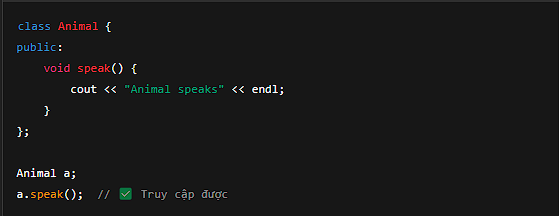 class Animal {
public:
    void speak() {
        cout << "Animal speaks" << endl;
    }
};

Animal a;
a.speak();  // ✅ Truy cập được